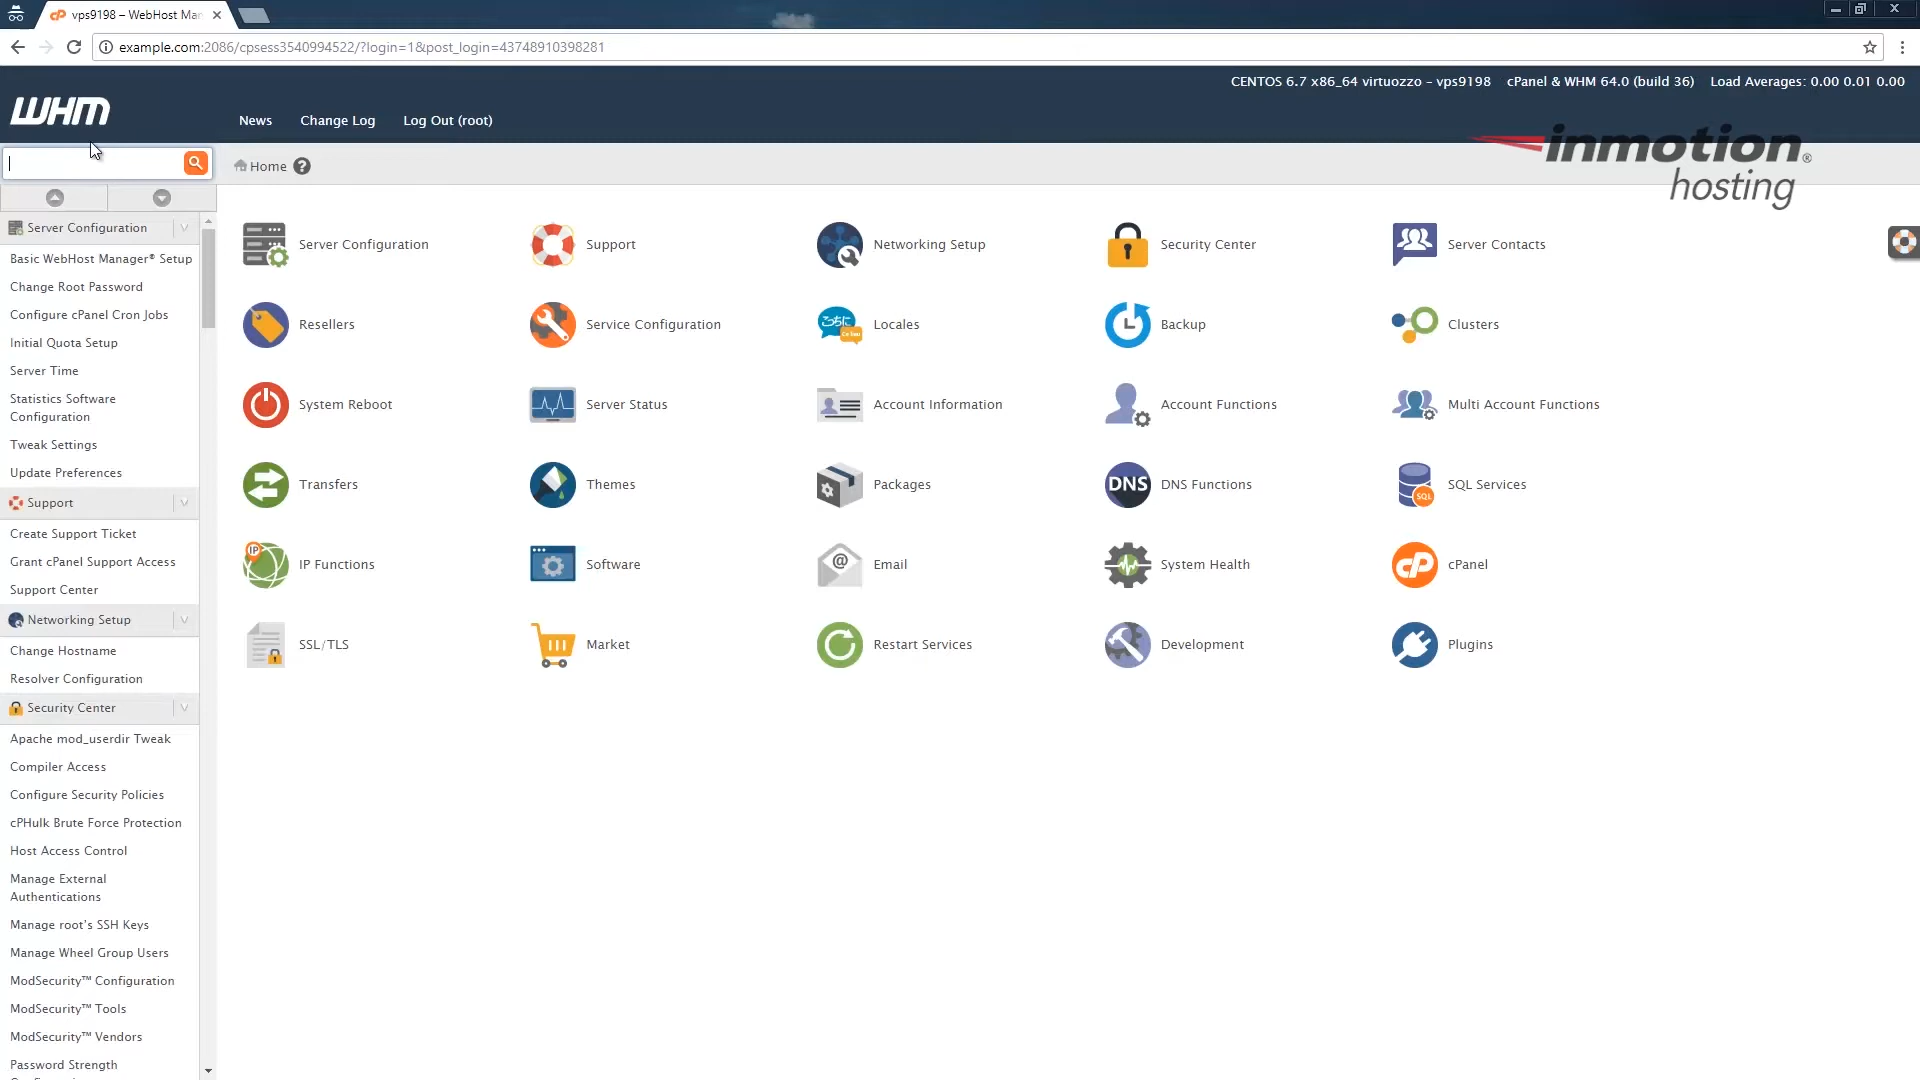 vps9198 – WebHost Man
example.com:2086/cpsess3540994522/?login=1&post_login=43748910398281
CENTOS 6.7 x86_64 virtuozzo – vps9198 cPanel & WHM 64.0 (build 36) Load Averages: 0.00 0.01 0.00
WHM
News Change Log Log Out (root)
inmotion®
hosting
Home ?
Server Configuration
Basic WebHost Manager® Setup
Change Root Password
Configure cPanel Cron Jobs
Initial Quota Setup
Server Time
Statistics Software
Configuration
Tweak Settings
Update Preferences
Support
Create Support Ticket
Grant cPanel Support Access
Support Center
Networking Setup
Change Hostname
Resolver Configuration
Security Center
Apache mod_userdir Tweak
Compiler Access
Configure Security Policies
cPHulk Brute Force Protection
Host Access Control
Manage External
Authentications
Manage root's SSH Keys
Manage Wheel Group Users
ModSecurity™ Configuration
ModSecurity™ Tools
ModSecurity™ Vendors
Password Strength
Server Configuration Support Networking Setup Security Center Server Contacts
Resellers Service Configuration Locales Backup Clusters
System Reboot Server Status Account Information Account Functions Multi Account Functions
Transfers Themes Packages DNS DNS Functions SQL SQL Services
IP IP Functions Software @ Email System Health cP cPanel
SSL/TLS Market Restart Services Development Plugins